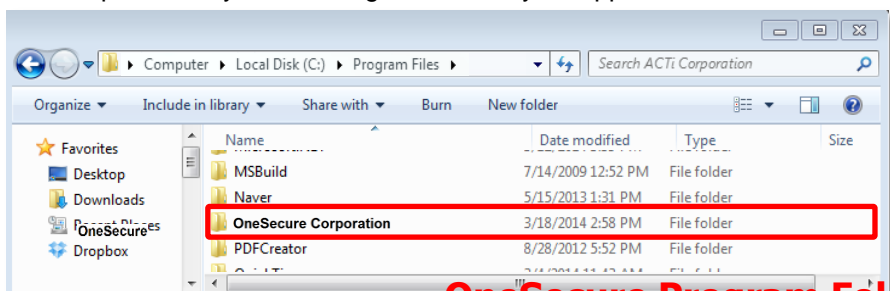 Computer ▸ Local Disk (C:) ▸ Program Files ▸
Search ACTi Corporation
Organize Include in library Share with Burn New folder
Name Date modified Type Size
Favorites
Desktop
Downloads
OneSecure
Dropbox
MSBuild 7/14/2009 12:52 PM File folder
Naver 5/15/2013 1:31 PM File folder
OneSecure Corporation 3/18/2014 2:58 PM File folder
PDFCreator 8/28/2012 5:52 PM File folder